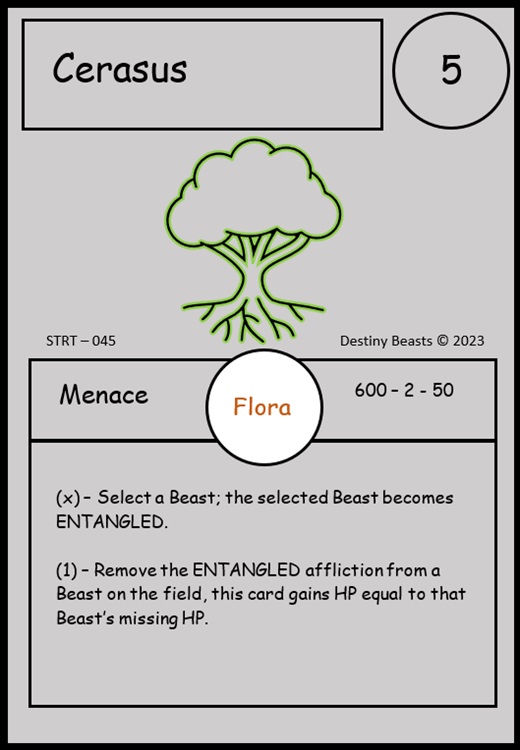 Cerasus
5
STRT – 045
Destiny Beasts © 2023
Menace
Flora
600 – 2 - 50
(x) – Select a Beast; the selected Beast becomes
ENTANGLED.
(1) – Remove the ENTANGLED affliction from a
Beast on the field, this card gains HP equal to that
Beast's missing HP.